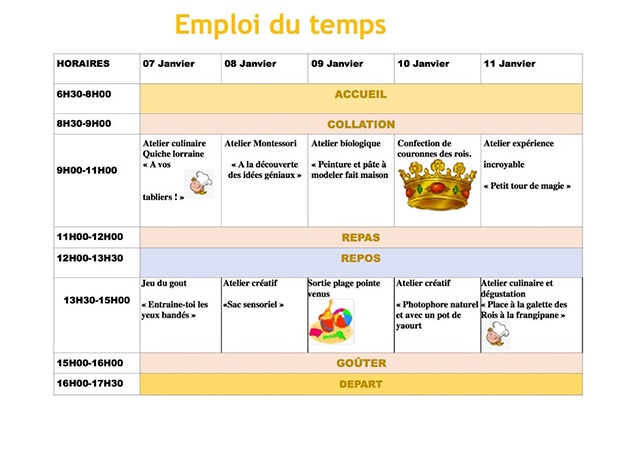 Emploi du temps
HORAIRES 07 Janvier 08 Janvier 09 Janvier 10 Janvier 11 Janvier
6H30-8H00 ACCUEIL
8H30-9H00 COLLATION
9H00-11H00
Atelier culinaire
Quiche lorraine
« A vos
tabliers ! »
Atelier Montessori
« A la découverte
des idées géniaux »
Atelier biologique
« Peinture et pâte à
modeler fait maison
Confection de
couronnes des rois.
Atelier expérience
incroyable
« Petit tour de magie »
11H00-12H00 REPAS
12H00-13H30 REPOS
13H30-15H00
Jeu du gout
« Entraine-toi les
yeux bandés »
Atelier créatif
«Sac sensoriel »
Sortie plage pointe
venus
Atelier créatif
« Photophore naturel
et avec un pot de
yaourt
Atelier culinaire et
dégustation
« Place à la galette des
Rois à la frangipane »
15H00-16H00 GOÛTER
16H00-17H30 DEPART